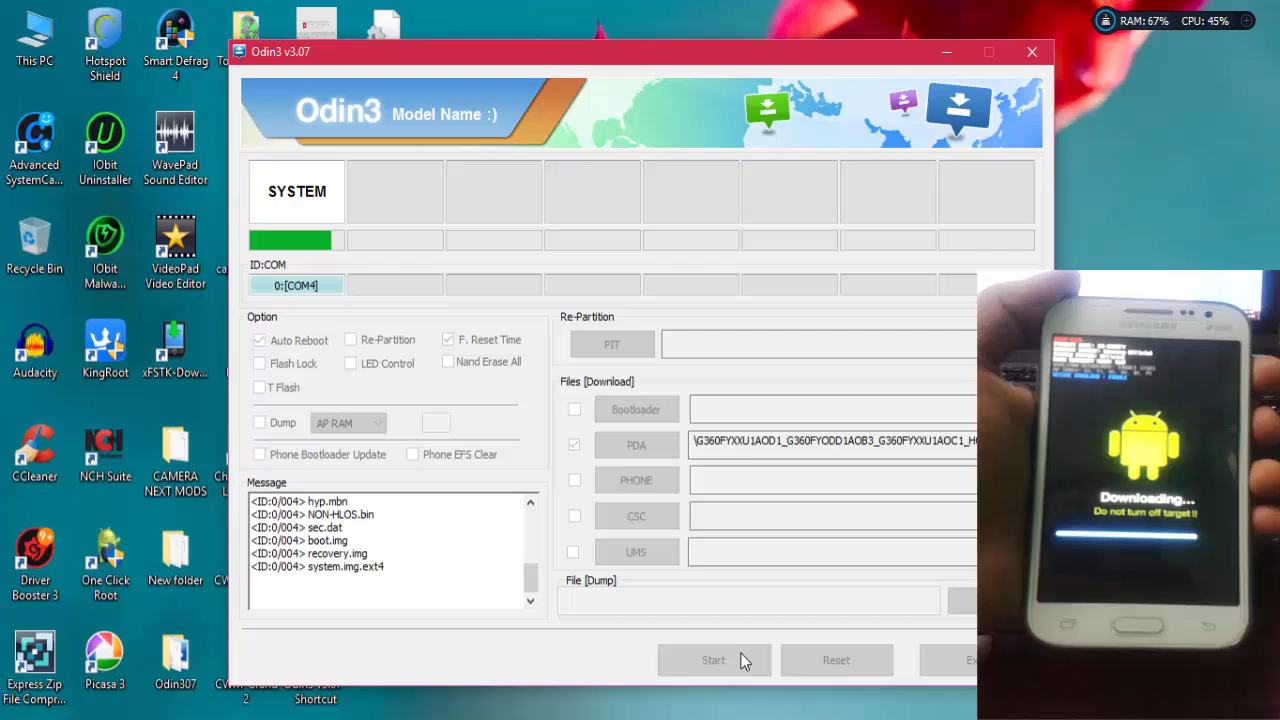 RAM: 67%
CPU: 45%
This PC
Hotspot
Shield
Smart Defrag
4
To
Advanced
SystemCa...
IObit
Uninstaller
WavePad
Sound Editor
Recycle Bin
IObit
Malwa...
VideoPad
Video Editor
ca
Audacity
KingRoot
xFSTK-Dow...
CCleaner
NCH Suite
CAMERA
NEXT MODS
Driver
Booster 3
One Click
Root
New folder
Express Zip
File Compr...
Picasa 3
Odin307
2
Shortcut
Odin3 v3.07
Odin3 Model Name :)
SYSTEM
ID:COM
0:[COM4]
Option
Auto Reboot
Re-Partition
F. Reset Time
Flash Lock
LED Control
Nand Erase All
T Flash
Dump
AP RAM
Phone Bootloader Update
Phone EFS Clear
Message
<ID:0/004> hyp.mbn
<ID:0/004> NON-HLOS.bin
<ID:0/004> sec.dat
<ID:0/004> boot.img
<ID:0/004> recovery.img
<ID:0/004> system.img.ext4
Re-Partition
PIT
Files [Download]
Bootloader
PDA
\G360FYXXU1AOD1_G360FYODD1AOB3_G360FYXXU1AOC1_H
PHONE
CSC
UMS
File [Dump]
Start
Reset
Ex
Downloading...
Do not turn off target !!